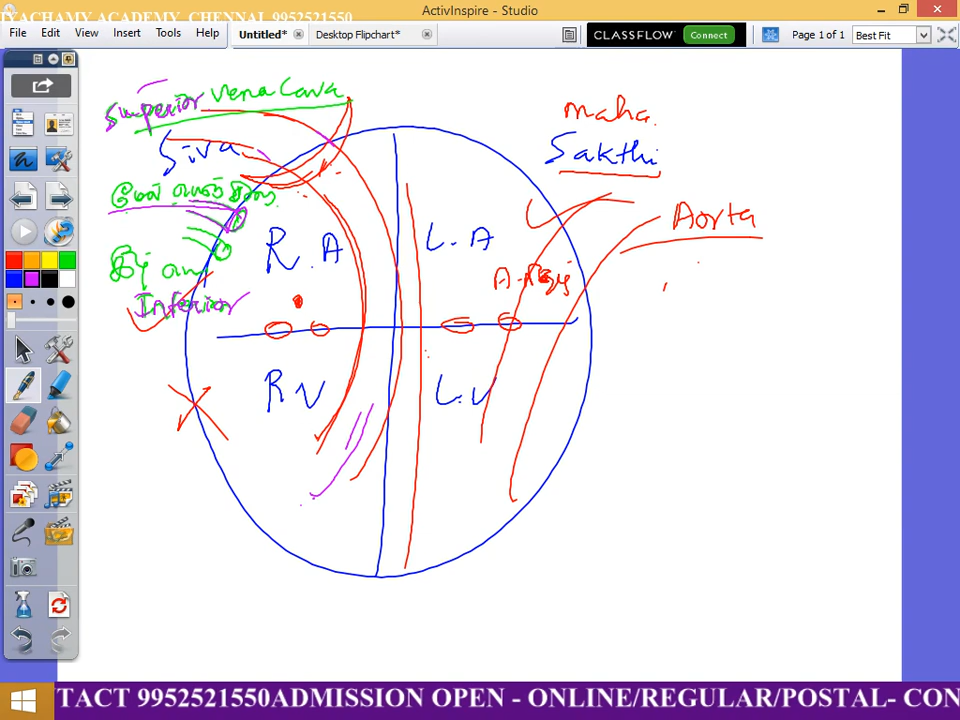 IYACHAMY ACADEMY, CHENNAI 9952521550
ActivInspire - Studio
File Edit View Insert Tools Help
Untitled*
Desktop Flipchart*
CLASSFLOW Connect
Page 1 of 1
Best Fit
Superior Vena Cava
Siva
maha
Sakthi
Aorta
R.A
L.A
Inferior
R V
L.V
TACT 9952521550ADMISSION OPEN - ONLINE/REGULAR/POSTAL- CON